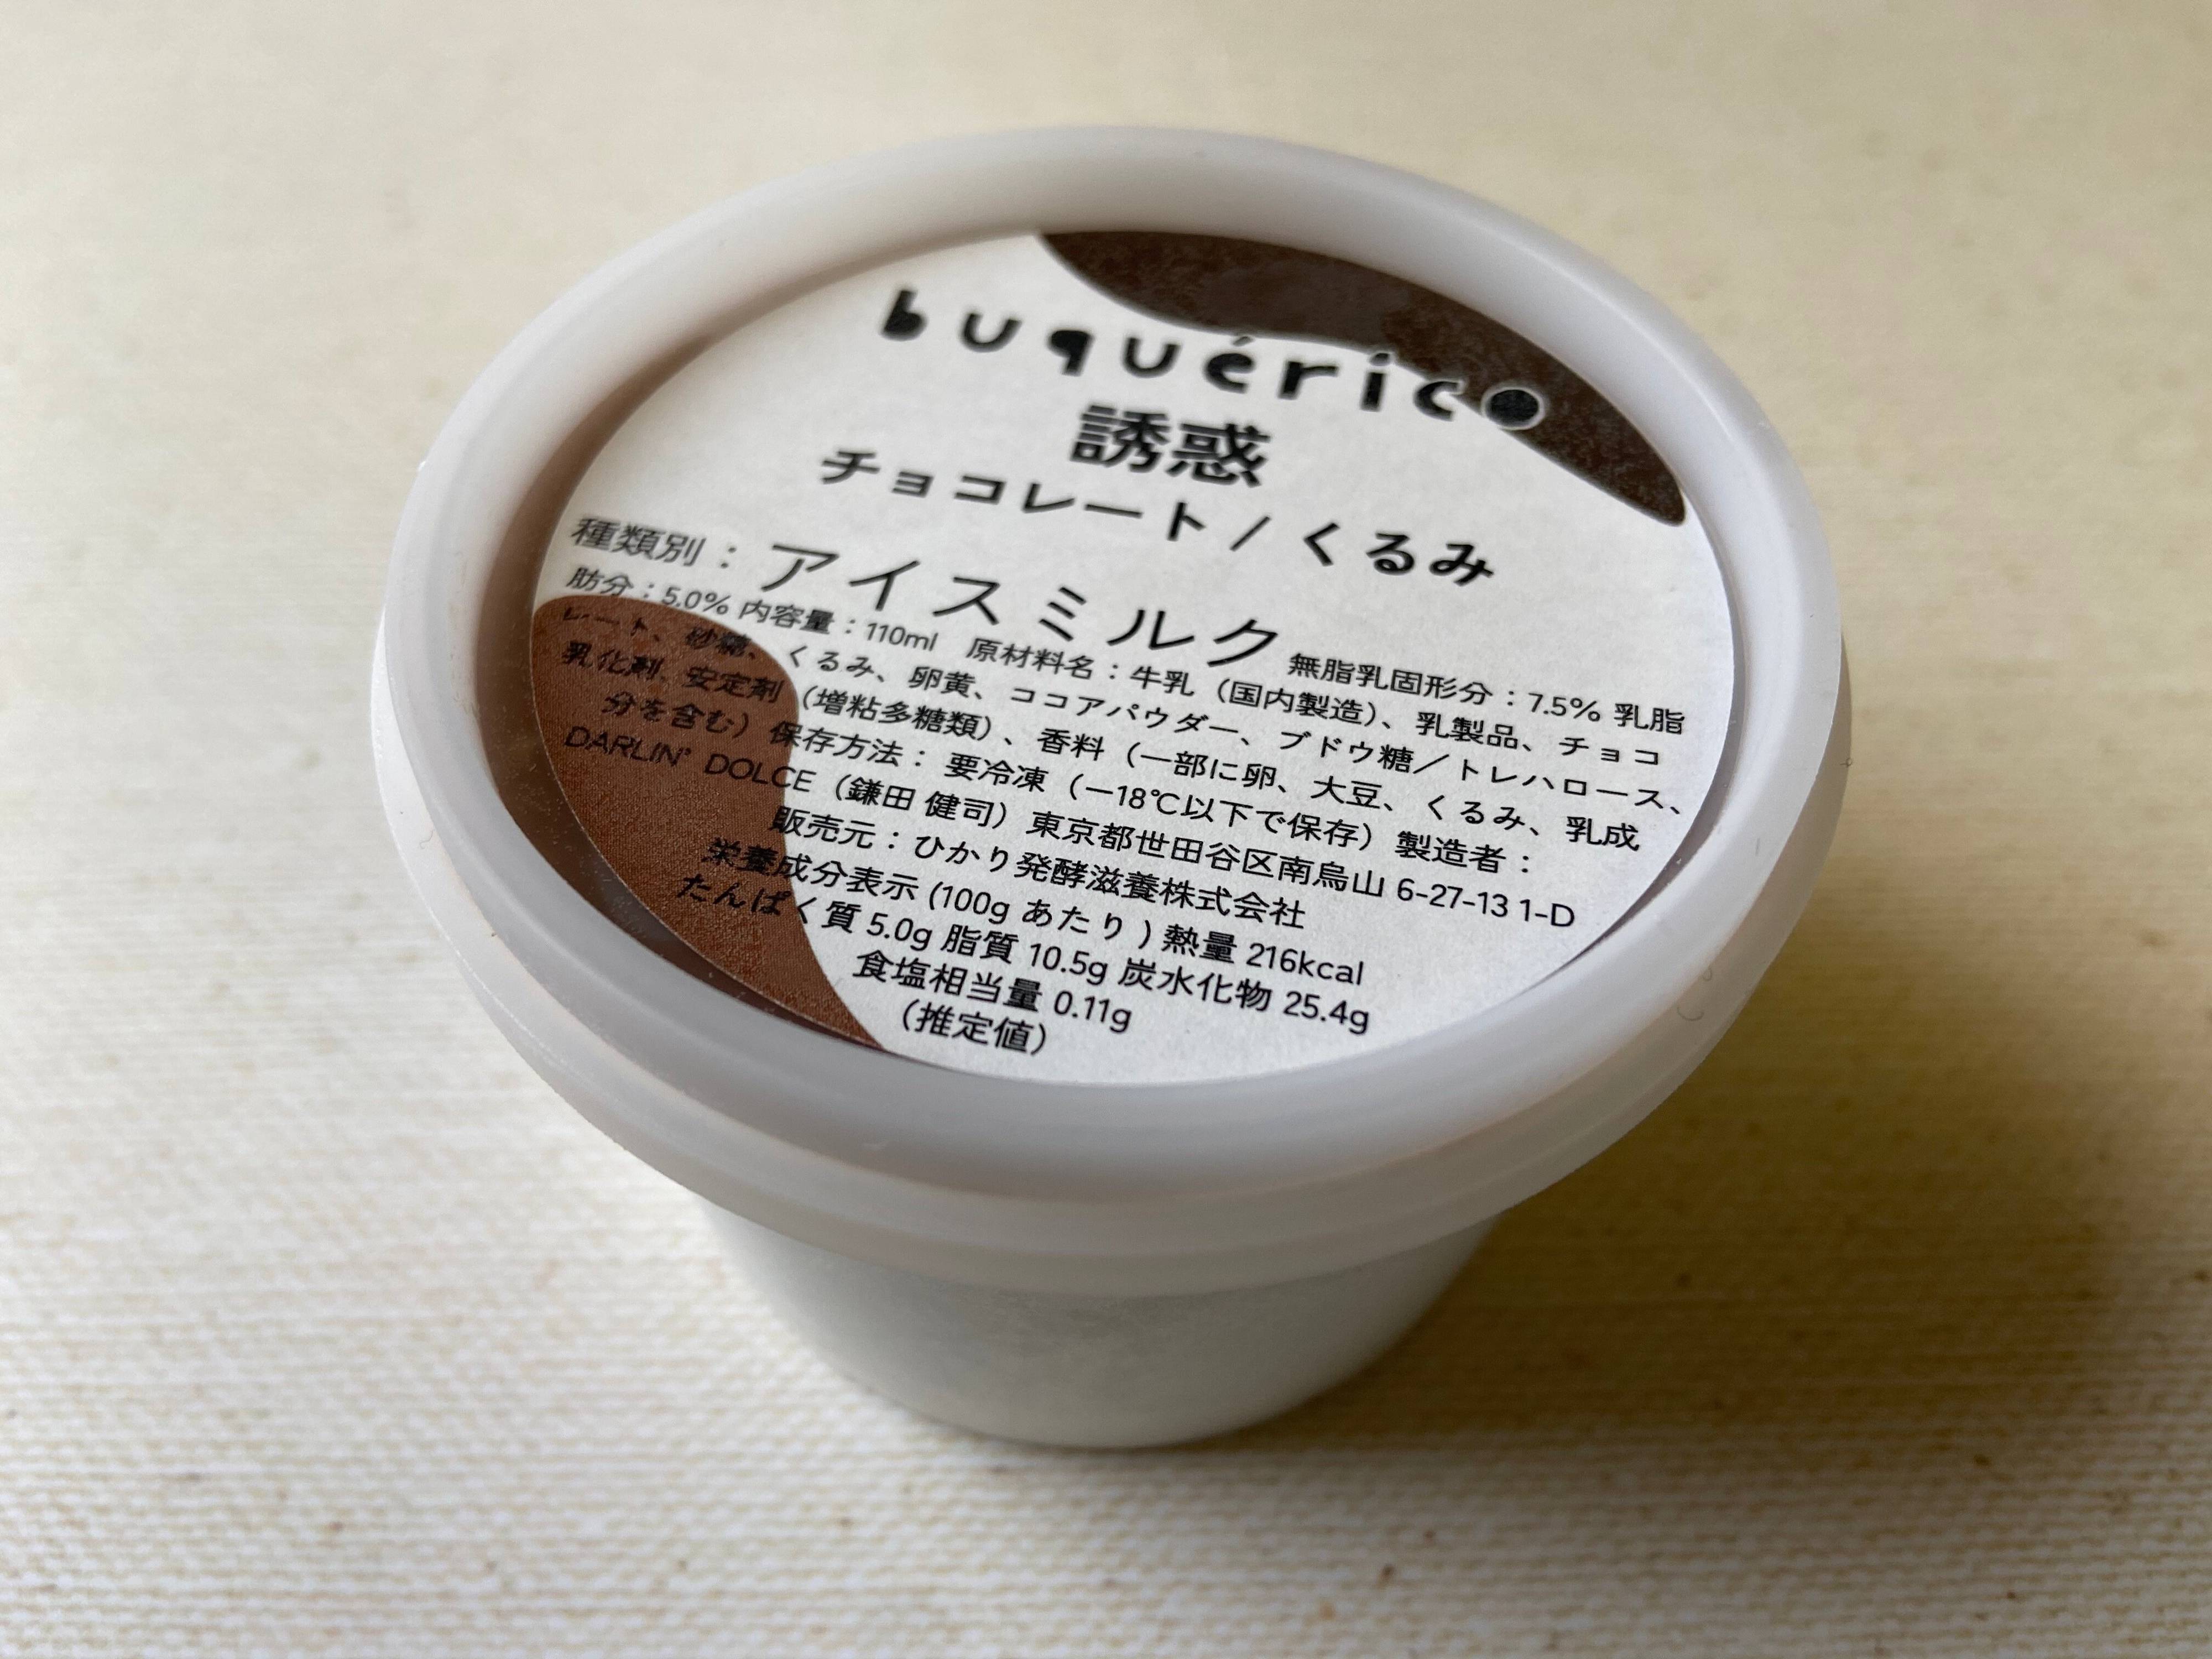 buquérico
誘惑
チョコレート / くるみ
種類別：アイスミルク 無脂乳固形分：7.5% 乳脂
肪分：5.0% 内容量：110ml 原材料名：牛乳（国内製造）、乳製品、チョコ
レート、砂糖、くるみ、卵黄、ココアパウダー、ブドウ糖／トレハロース、
乳化剤、安定剤（増粘多糖類）、香料（一部に卵、大豆、くるみ、乳成
分を含む）保存方法：要冷凍（－18℃以下で保存）製造者：
DARLIN' DOLCE（鎌田 健司）東京都世田谷区南烏山 6-27-13 1-D
販売元：ひかり発酵滋養株式会社
栄養成分表示 (100g あたり ) 熱量 216kcal
たんぱく質 5.0g 脂質 10.5g 炭水化物 25.4g
食塩相当量 0.11g
（推定値）